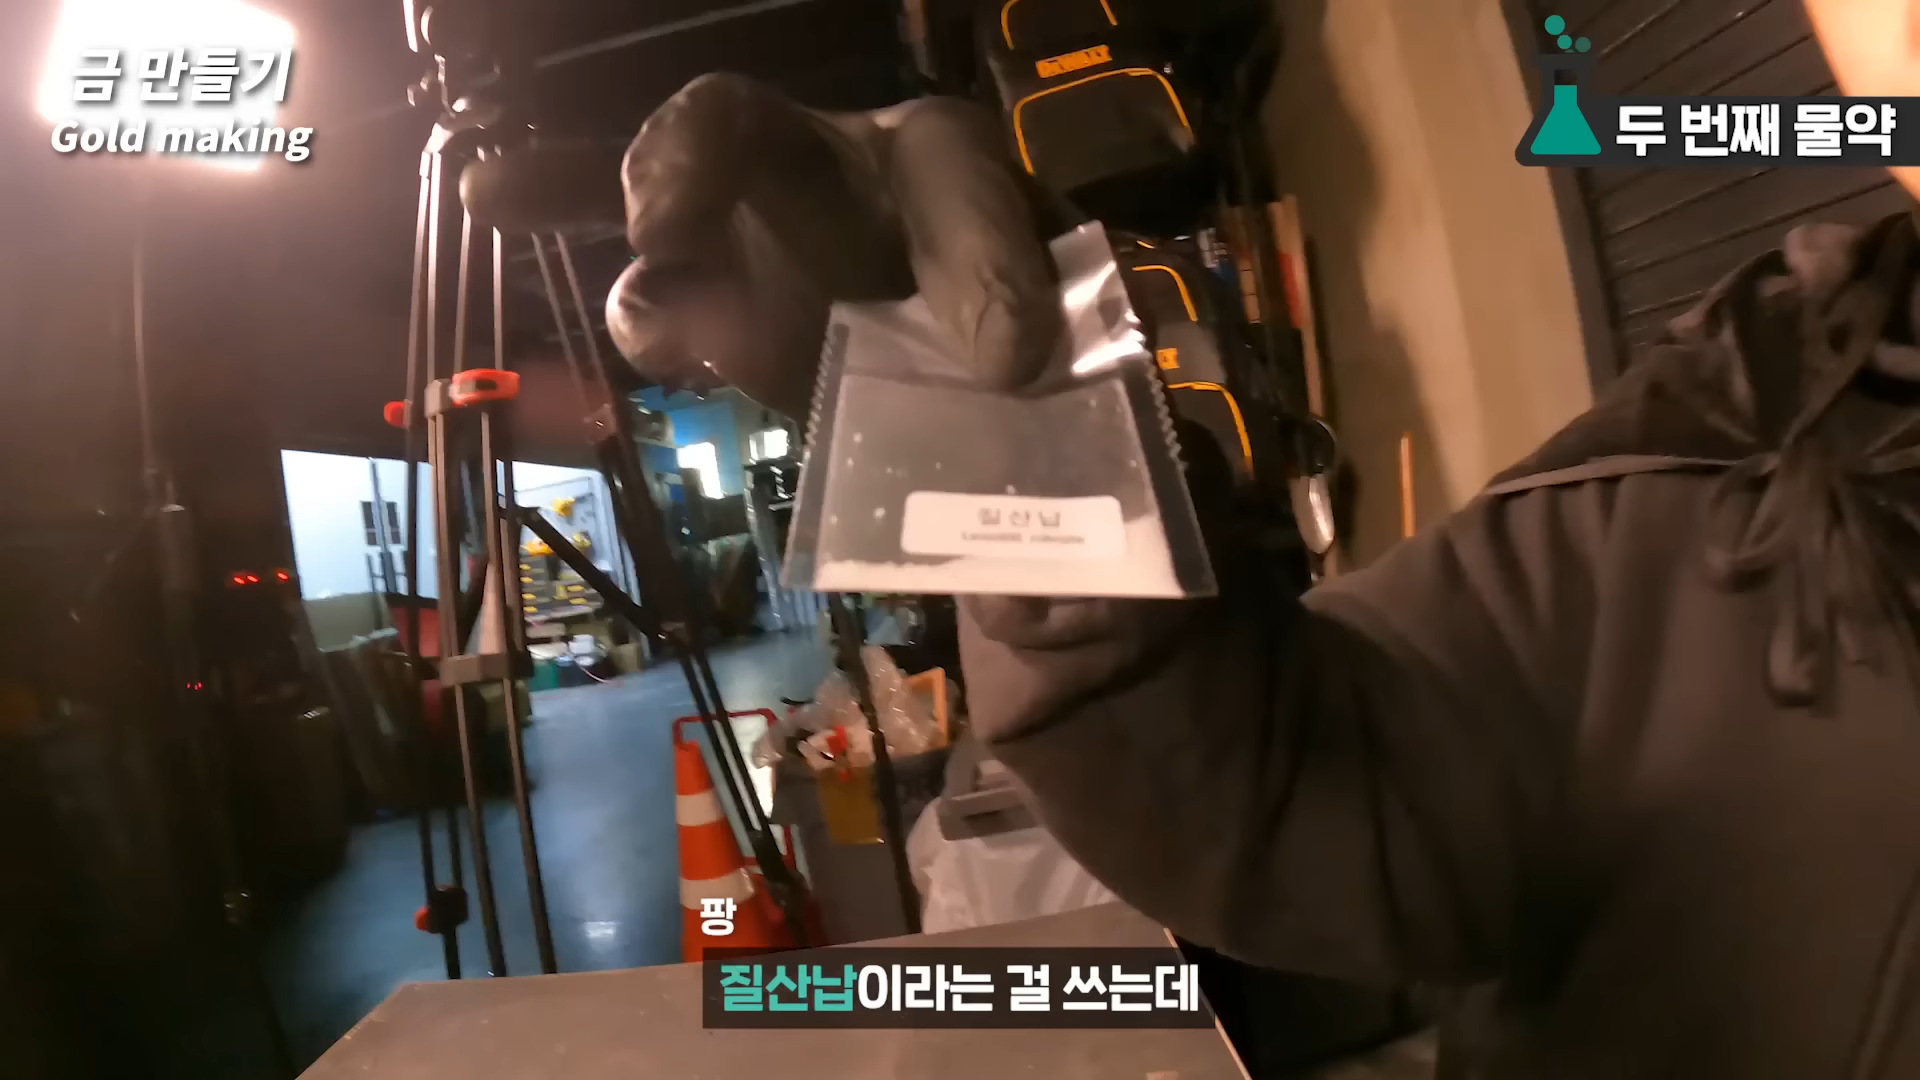 금 만들기
Gold making
두 번째 물약
DEWALT
질산납
팡
질산납이라는 걸 쓰는데